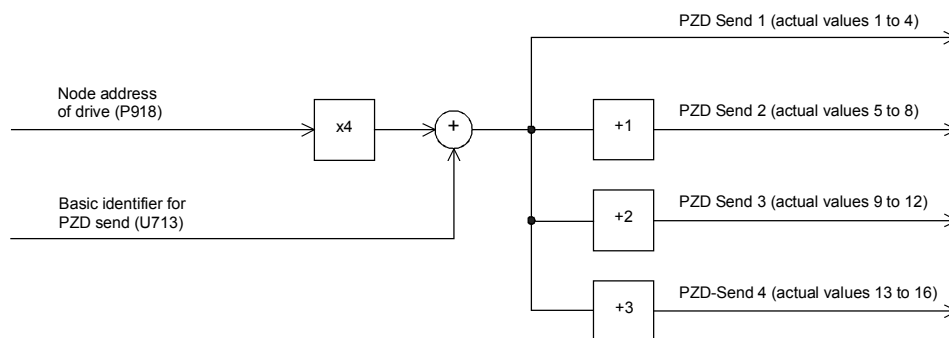 PZD Send 1 (actual values 1 to 4)
Node address
of drive (P918)
x4
+
+1
PZD Send 2 (actual values 5 to 8)
Basic identifier for
PZD send (U713)
+2
PZD Send 3 (actual values 9 to 12)
+3
PZD-Send 4 (actual values 13 to 16)